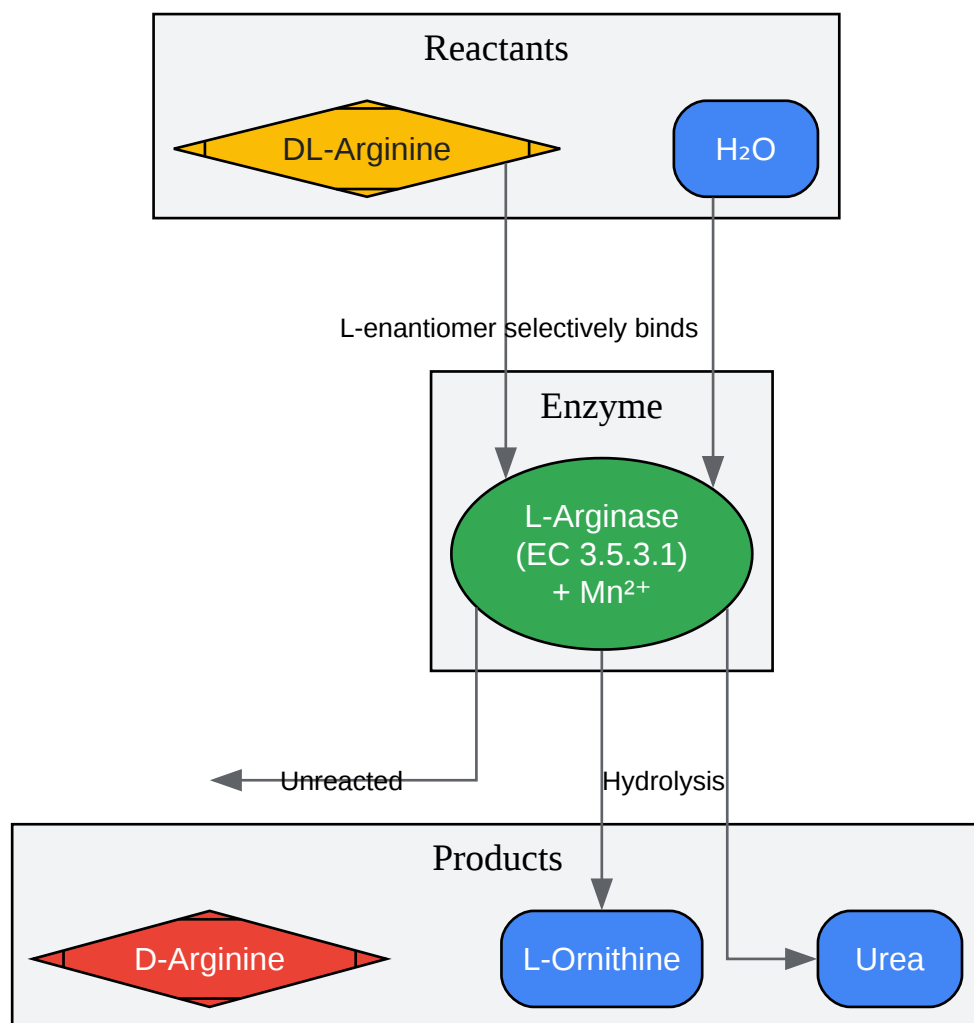 Reactants
DL-Arginine
H₂O
L-enantiomer selectively binds
Enzyme
L-Arginase
(EC 3.5.3.1)
+ Mn²⁺
Unreacted
Hydrolysis
Products
D-Arginine
L-Ornithine
Urea